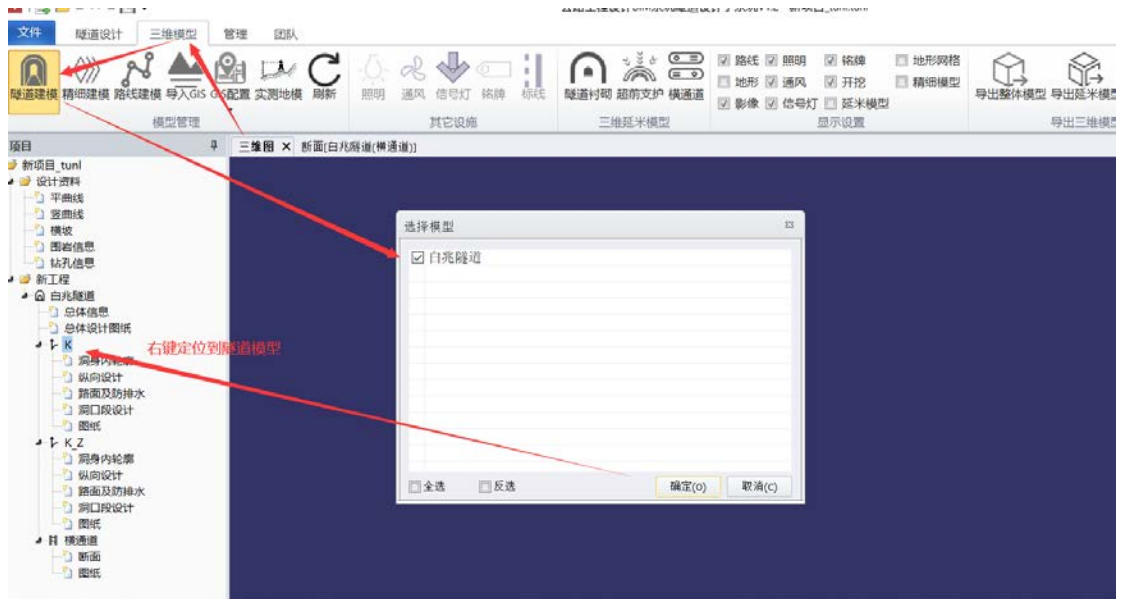 文件 隧道设计 三维模型 管理 团队
隧道建模 精细建模 路线建模 导入GIS GIS配置 实测地模 刷新
照明 通风 信号灯 铭牌 标线
隧道衬砌 超前支护 横通道
路线 照明 铭牌 地形网格
地形 通风 开挖 精细模型
影像 信号灯 延米模型
导出整体模型 导出延米模
模型管理 其它设施 三维延米模型 显示设置 导出三维模
项目
三维图 × 断面[白兆隧道(横通道)]
新项目_tunl
设计资料
平曲线
竖曲线
横坡
围岩信息
钻孔信息
新工程
白兆隧道
总体信息
总体设计图纸
K
洞身内轮廓
纵向设计
路面及防排水
洞口段设计
图纸
K_Z
洞身内轮廓
纵向设计
路面及防排水
洞口段设计
图纸
横通道
断面
图纸
右键定位到隧道模型
选择模型
白兆隧道
全选 反选 确定(O) 取消(C)